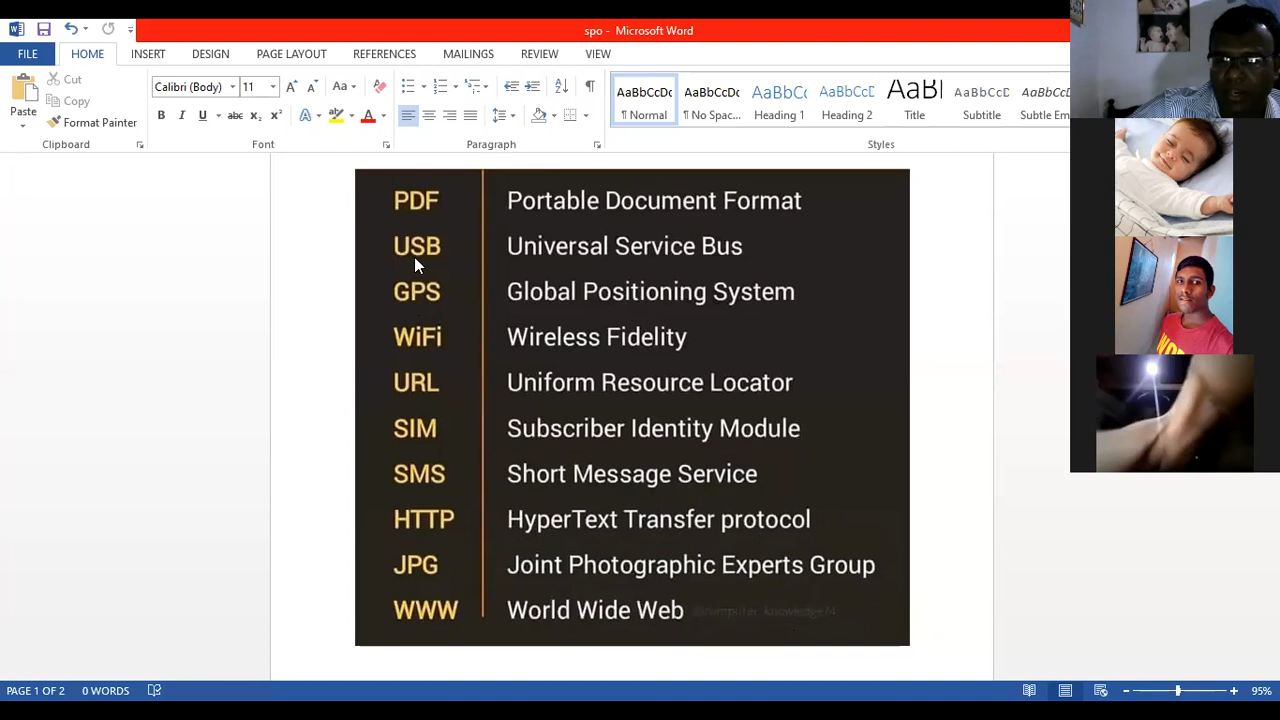 spo - Microsoft Word
FILE HOME INSERT DESIGN PAGE LAYOUT REFERENCES MAILINGS REVIEW VIEW
Cut
Copy
Format Painter
Paste
Clipboard
Calibri (Body) 11
Font
Paragraph
AaBbCcDc AaBbCcDc AaBbCc AaBbCcD AaBl AaBbCcD AaBbCcDc
¶ Normal ¶ No Spac... Heading 1 Heading 2 Title Subtitle Subtle Em
Styles
PDF Portable Document Format
USB Universal Service Bus
GPS Global Positioning System
WiFi Wireless Fidelity
URL Uniform Resource Locator
SIM Subscriber Identity Module
SMS Short Message Service
HTTP HyperText Transfer protocol
JPG Joint Photographic Experts Group
WWW World Wide Web
PAGE 1 OF 2 0 WORDS 95%